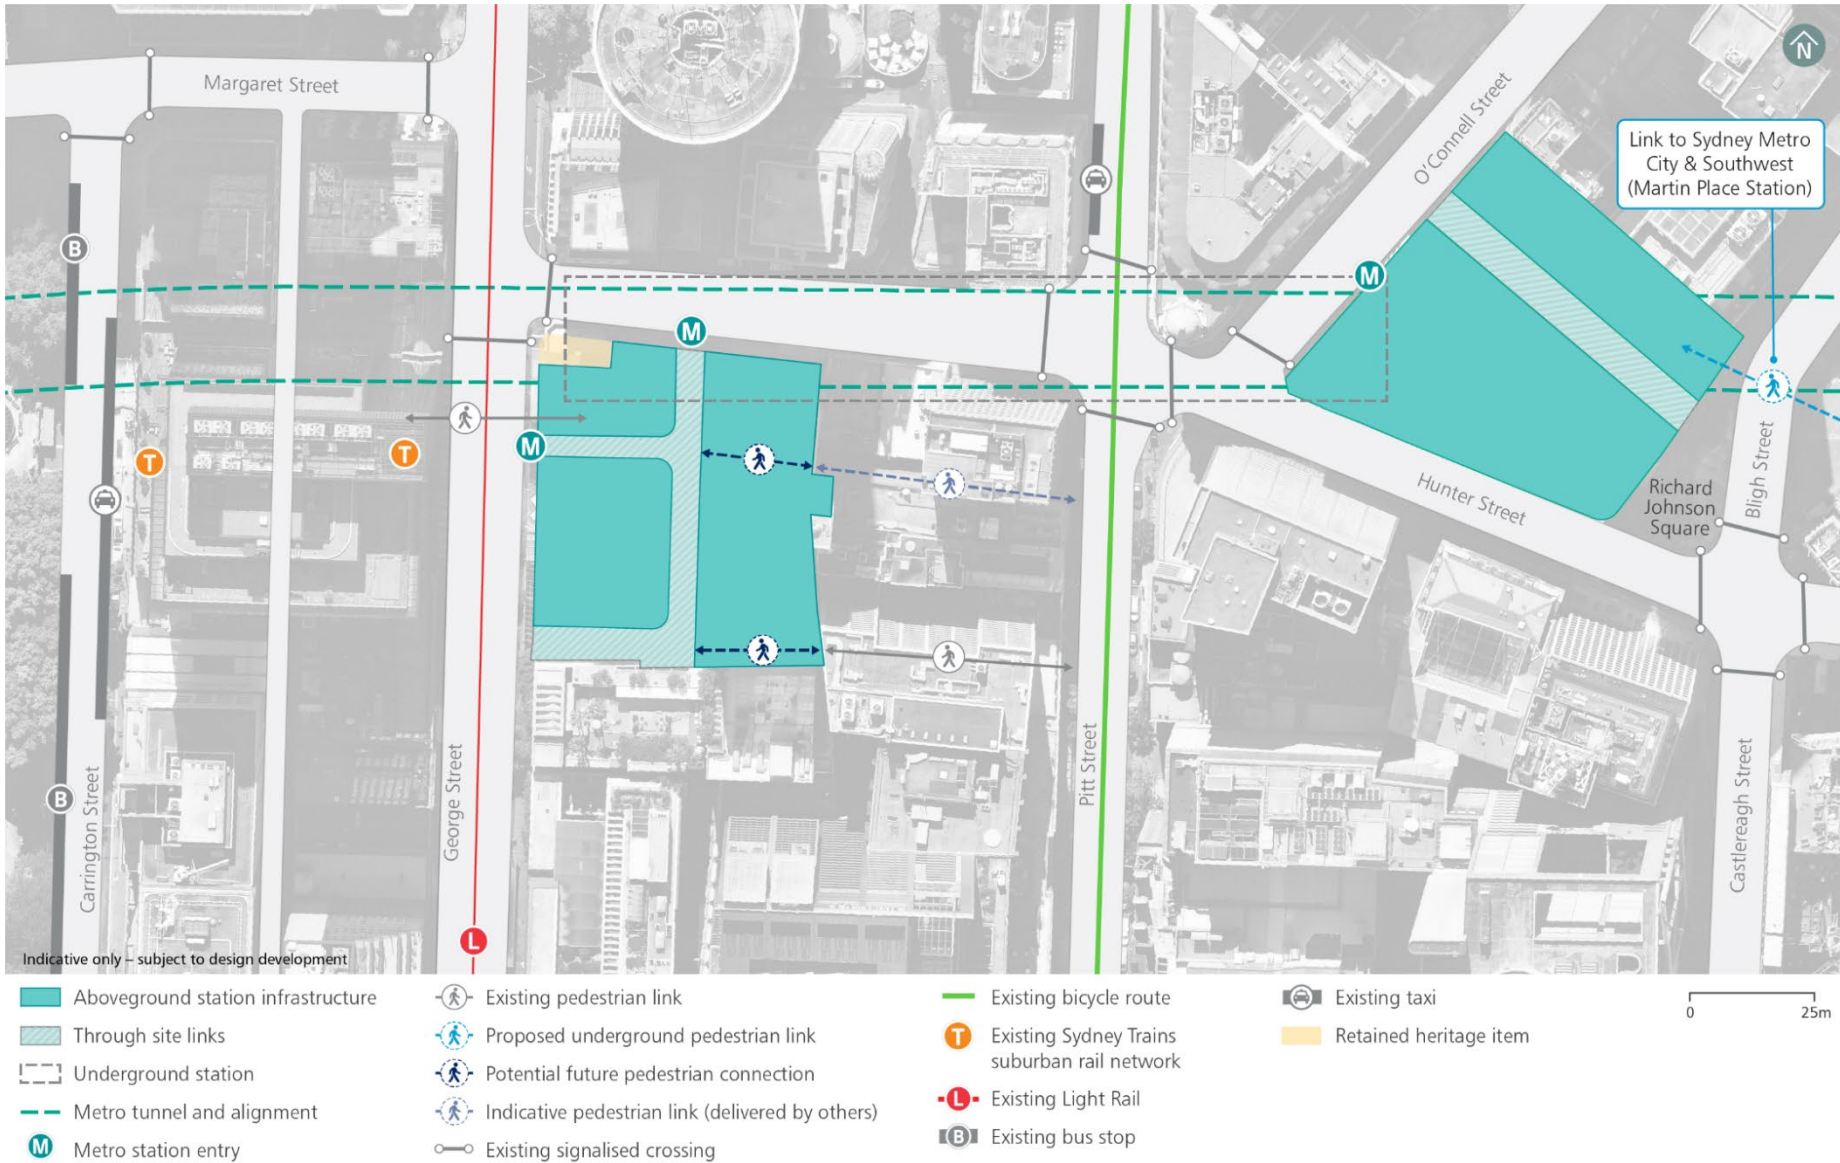 Margaret Street
N
O'Connell Street
Link to Sydney Metro
City & Southwest
(Martin Place Station)
B
M
M
M
T
T
Hunter Street
Richard
Johnson
Square
Bligh Street
B
Carrington Street
George Street
Pitt Street
Castlereagh Street
L
Indicative only – subject to design development
Aboveground station infrastructure
Through site links
Underground station
Metro tunnel and alignment
M Metro station entry
Existing pedestrian link
Proposed underground pedestrian link
Potential future pedestrian connection
Indicative pedestrian link (delivered by others)
Existing signalised crossing
Existing bicycle route
T Existing Sydney Trains
suburban rail network
L Existing Light Rail
B Existing bus stop
Existing taxi
Retained heritage item
0 25m